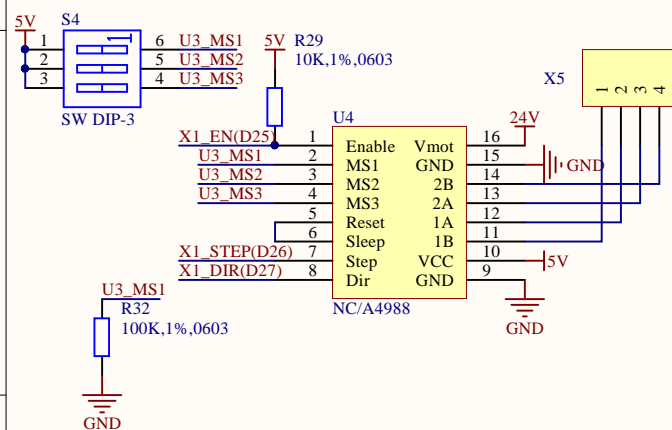 5V
S4
1
1 6 U3_MS1
2 5 U3_MS2
3 4 U3_MS3
SW DIP-3
5V
R29
10K,1%,0603
X5
1 2 3 4
U4
24V
X1_EN(D25) 1 Enable Vmot 16
U3_MS1 2 MS1 GND 15 GND
U3_MS2 3 MS2 2B 14
U3_MS3 4 MS3 2A 13
5 Reset 1A 12
6 Sleep 1B 11
X1_STEP(D26) 7 Step VCC 10 5V
X1_DIR(D27) 8 Dir GND 9
NC/A4988
GND
U3_MS1
R32
100K,1%,0603
GND